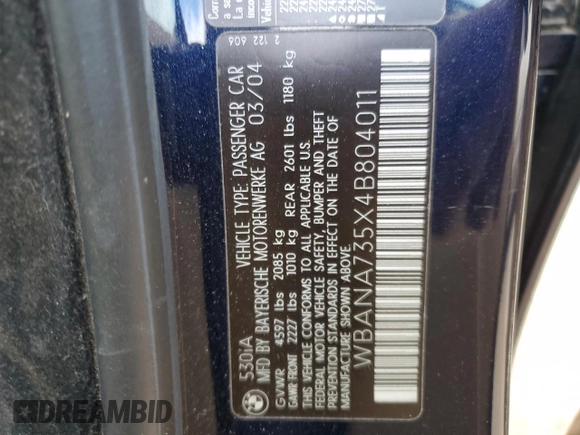 530iA
VEHICLE TYPE: PASSENGER CAR
MFD BY BAYERISCHE MOTORENWERKE AG 03/04
GVWR 4597 lbs 2085 kg
GAWR FRONT 2227 lbs 1010 kg REAR 2601 lbs 1180 kg
THIS VEHICLE CONFORMS TO ALL APPLICABLE U.S.
FEDERAL MOTOR VEHICLE SAFETY, BUMPER AND THEFT
PREVENTION STANDARDS IN EFFECT ON THE DATE OF
MANUFACTURE SHOWN ABOVE.
WBANA735X4B804011
2 122 606
DREAMBID